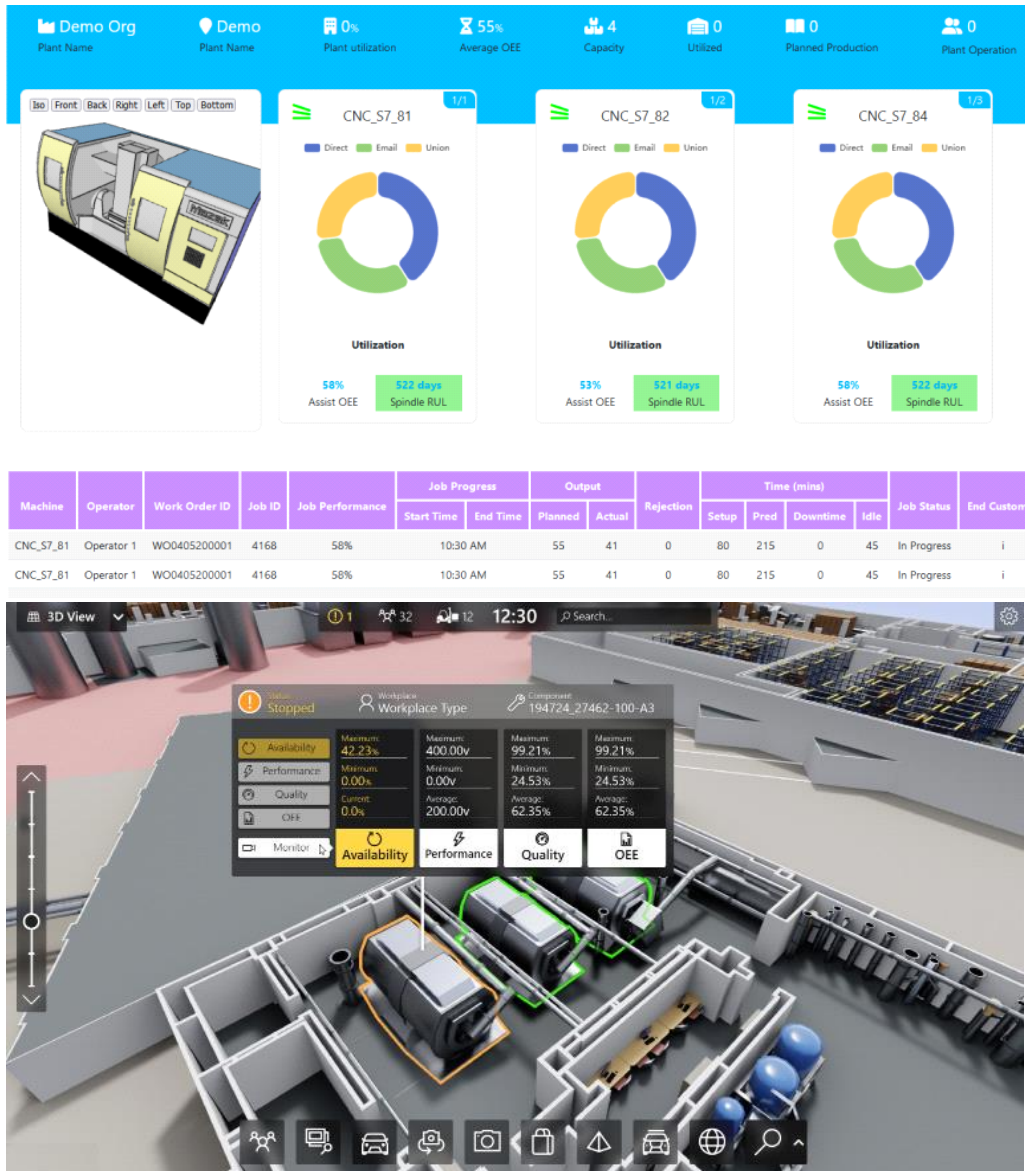 Demo Org Demo 0% 55% 4 0 0 0
Plant Name Plant Name Plant utilization Average OEE Capacity Utilized Planned Production Plant Operation
Iso Front Back Right Left Top Bottom
1/1
CNC_S7_81
Direct Email Union
Utilization
58% 522 days
Assist OEE Spindle RUL
1/2
CNC_S7_82
Direct Email Union
Utilization
53% 521 days
Assist OEE Spindle RUL
1/3
CNC_S7_84
Direct Email Union
Utilization
58% 522 days
Assist OEE Spindle RUL
Job Progress Output Time (mins)
Machine Operator Work Order ID Job ID Job Performance Rejection Job Status End Custom
Start Time End Time Planned Actual Setup Pred Downtime Idle
CNC_S7_81 Operator 1 WO0405200001 4168 58% 10:30 AM 55 41 0 80 215 0 45 In Progress i
CNC_S7_81 Operator 1 WO0405200001 4168 58% 10:30 AM 55 41 0 80 215 0 45 In Progress i
3D View 1 32 12 12:30 Search...
Status: Workplace Component
Stopped Workplace Type 194724_27462-100-A3
Availability
Performance
Quality
OEE
Monitor
Maximum: Maximum: Maximum: Maximum:
42.23% 400.00v 99.21% 99.21%
Minimum: Minimum: Minimum: Minimum:
0.00% 0.00v 24.53% 24.53%
Current: Average: Average: Average:
0.0% 200.00v 62.35% 62.35%
Availability Performance Quality OEE